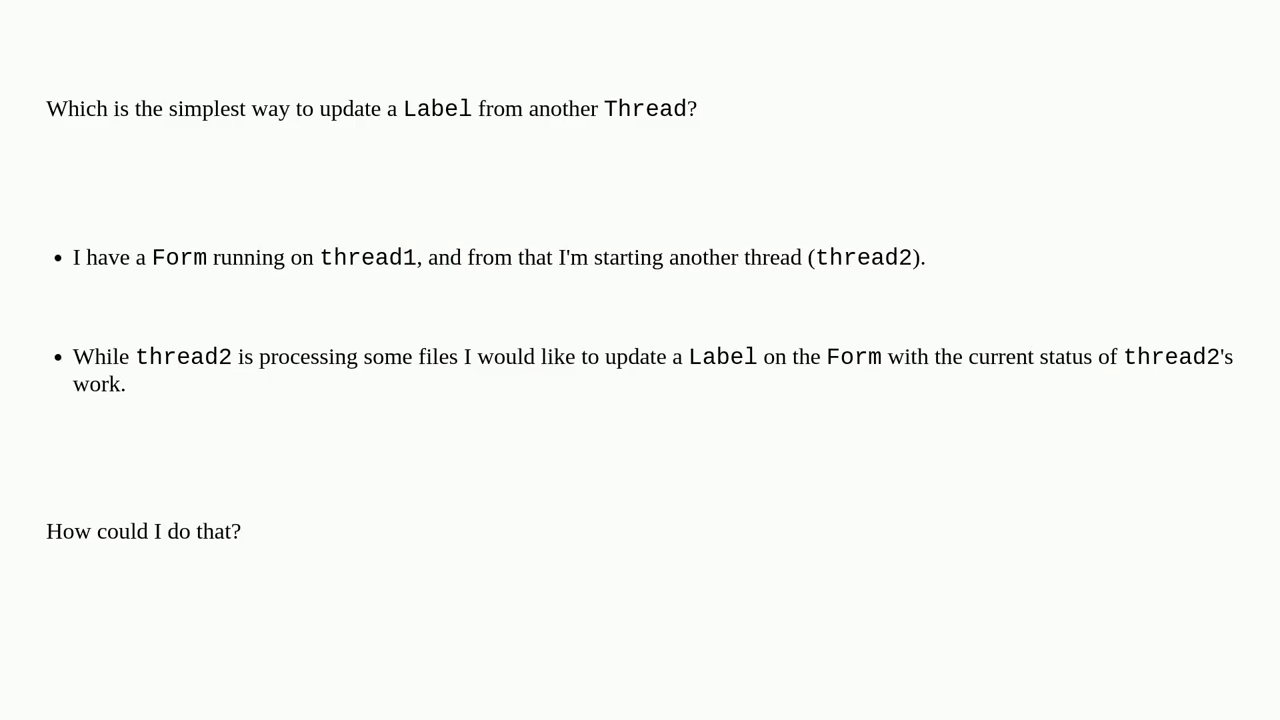 Which is the simplest way to update a Label from another Thread?
• I have a Form running on thread1, and from that I'm starting another thread (thread2).
• While thread2 is processing some files I would like to update a Label on the Form with the current status of thread2's
work.
How could I do that?